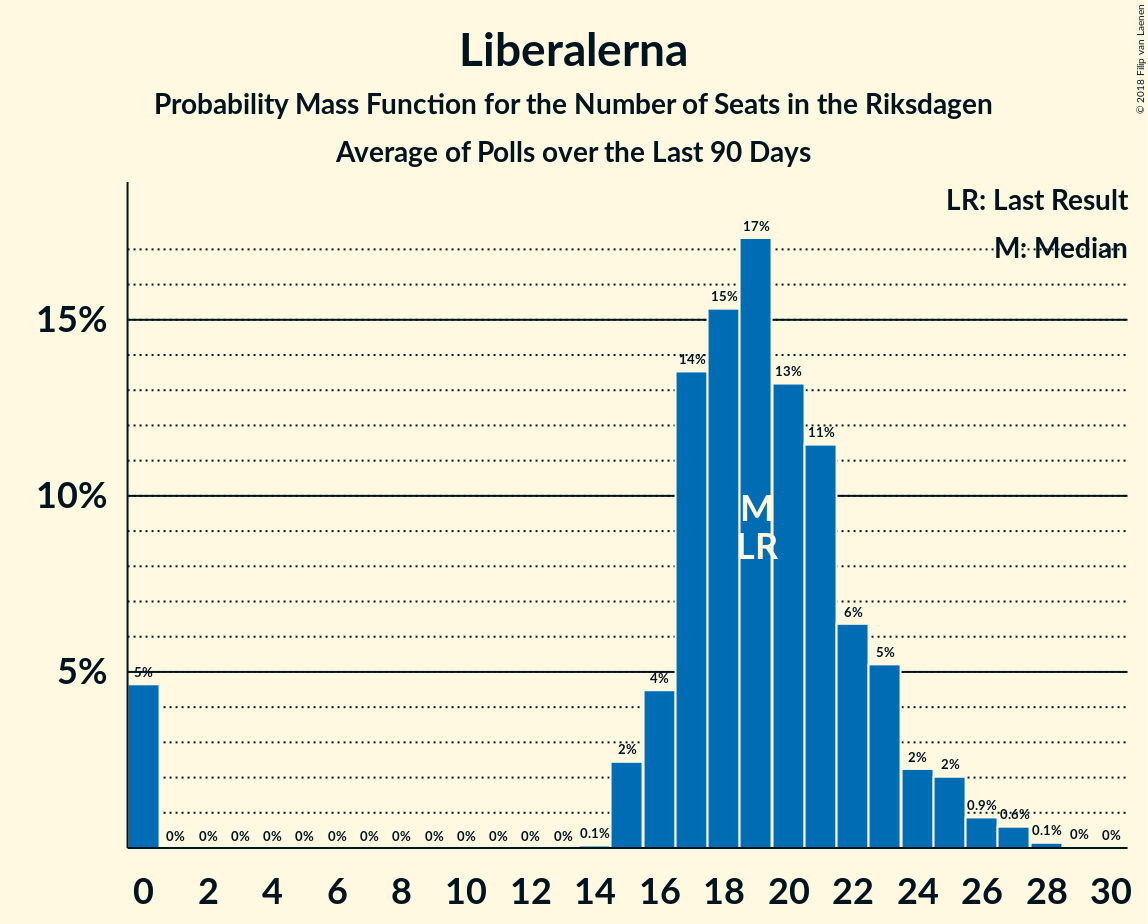 Liberalerna
Probability Mass Function for the Number of Seats in the Riksdagen
Average of Polls over the Last 90 Days
© 2018 Filip van Laenen
LR: Last Result
M: Median
15%
10%
5%
5% 0% 0% 0% 0% 0% 0% 0% 0% 0% 0% 0% 0% 0% 0.1% 2% 4% 14% 15% 17% 13% 11% 6% 5% 2% 2% 0.9% 0.6% 0.1% 0% 0%
M
LR
0 2 4 6 8 10 12 14 16 18 20 22 24 26 28 30